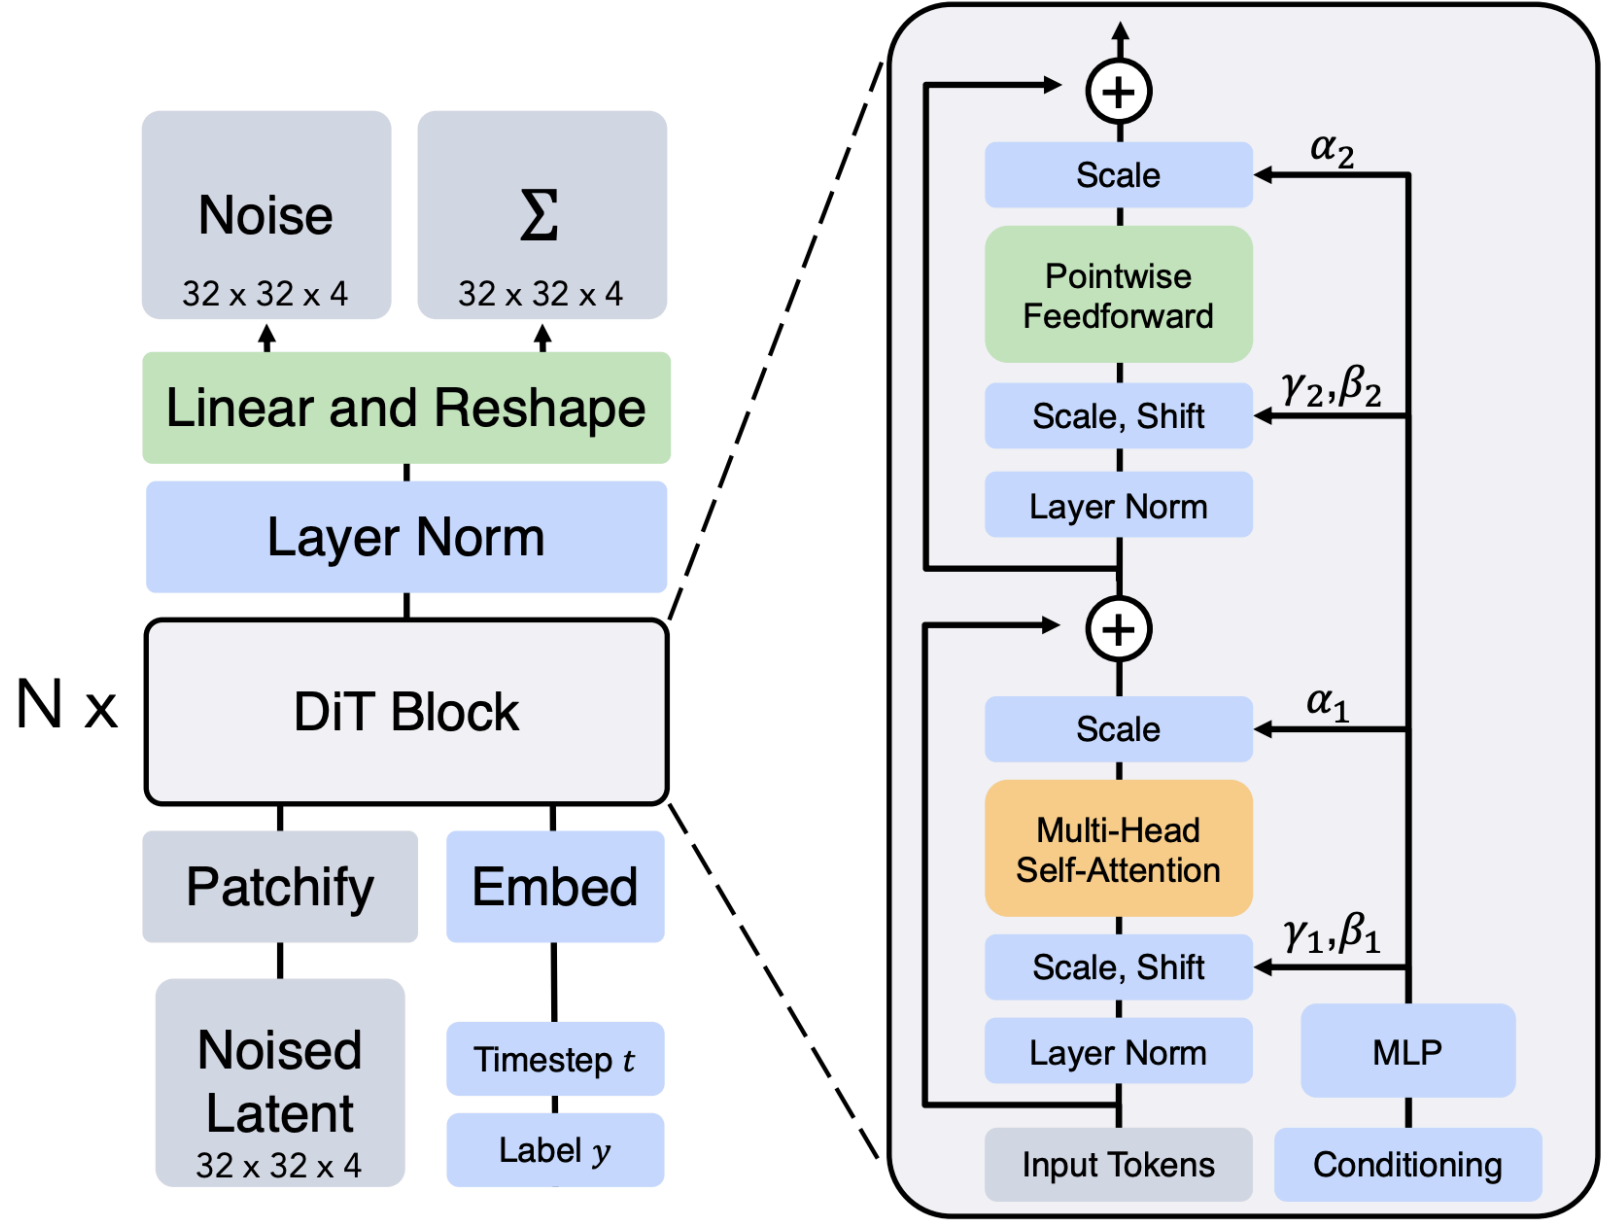 Noise
32 x 32 x 4
Σ
32 x 32 x 4
Linear and Reshape
Layer Norm
N x
DiT Block
Patchify
Embed
Noised
Latent
32 x 32 x 4
Timestep t
Label y
+
Scale
α₂
Pointwise
Feedforward
γ₂,β₂
Scale, Shift
Layer Norm
+
Scale
α₁
Multi-Head
Self-Attention
γ₁,β₁
Scale, Shift
Layer Norm
MLP
Input Tokens
Conditioning